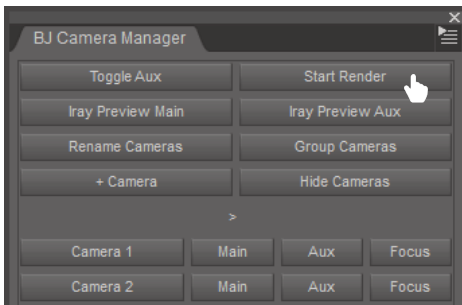 BJ Camera Manager
Toggle Aux Start Render
Iray Preview Main Iray Preview Aux
Rename Cameras Group Cameras
+ Camera Hide Cameras
>
Camera 1 Main Aux Focus
Camera 2 Main Aux Focus